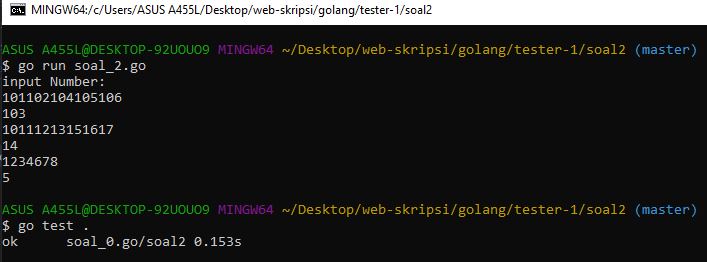 MINGW64:/c/Users/ASUS A455L/Desktop/web-skripsi/golang/tester-1/soal2
ASUS A455L@DESKTOP-92UOUO9 MINGW64 ~/Desktop/web-skripsi/golang/tester-1/soal2 (master)
$ go run soal_2.go
input Number:
101102104105106
103
10111213151617
14
1234678
5
ASUS A455L@DESKTOP-92UOUO9 MINGW64 ~/Desktop/web-skripsi/golang/tester-1/soal2 (master)
$ go test .
ok      soal_0.go/soal2 0.153s